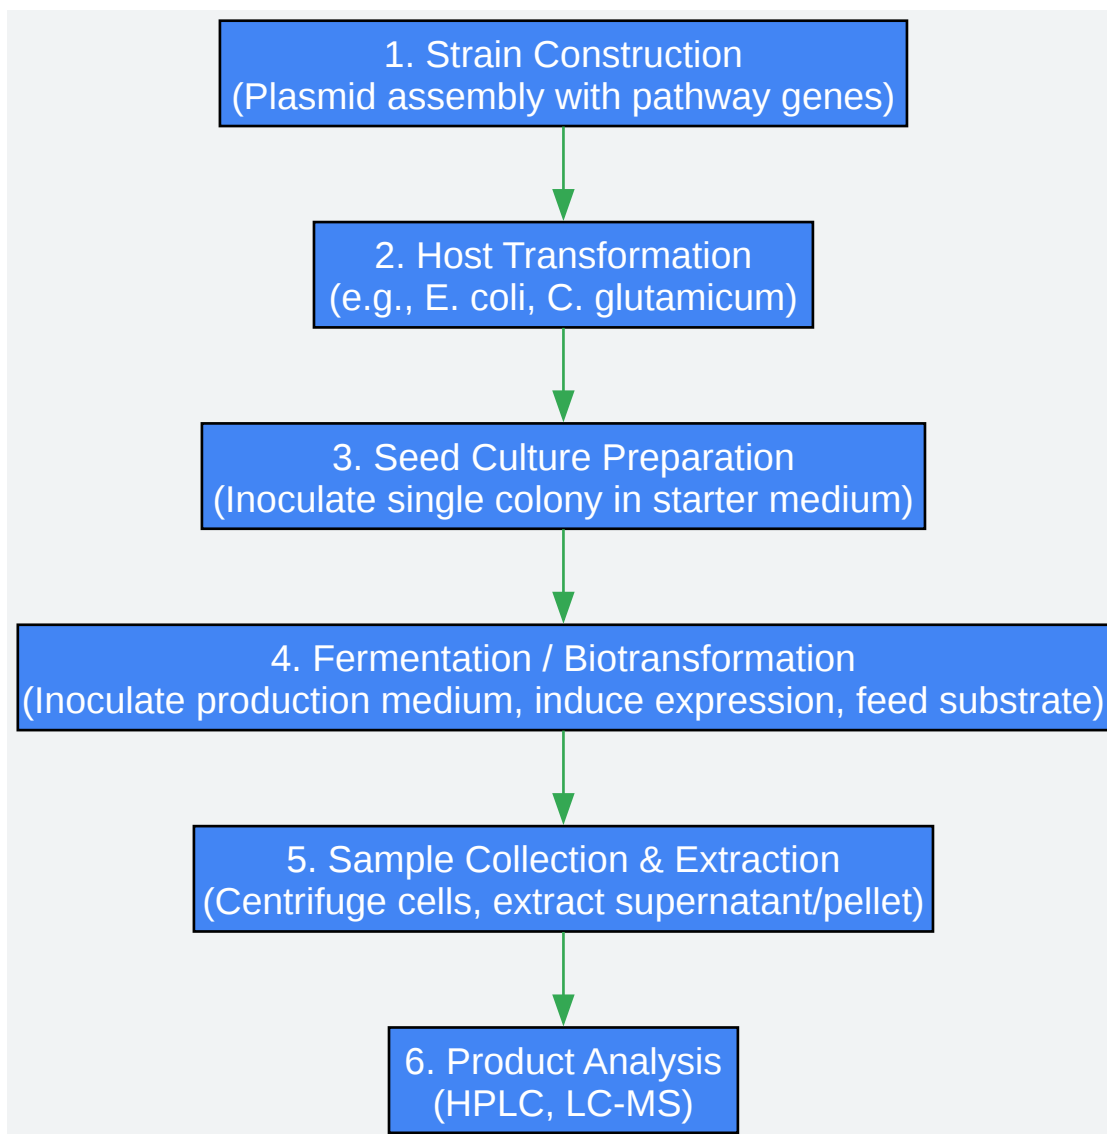 1. Strain Construction
(Plasmid assembly with pathway genes)
2. Host Transformation
(e.g., E. coli, C. glutamicum)
3. Seed Culture Preparation
(Inoculate single colony in starter medium)
4. Fermentation / Biotransformation
(Inoculate production medium, induce expression, feed substrate)
5. Sample Collection & Extraction
(Centrifuge cells, extract supernatant/pellet)
6. Product Analysis
(HPLC, LC-MS)